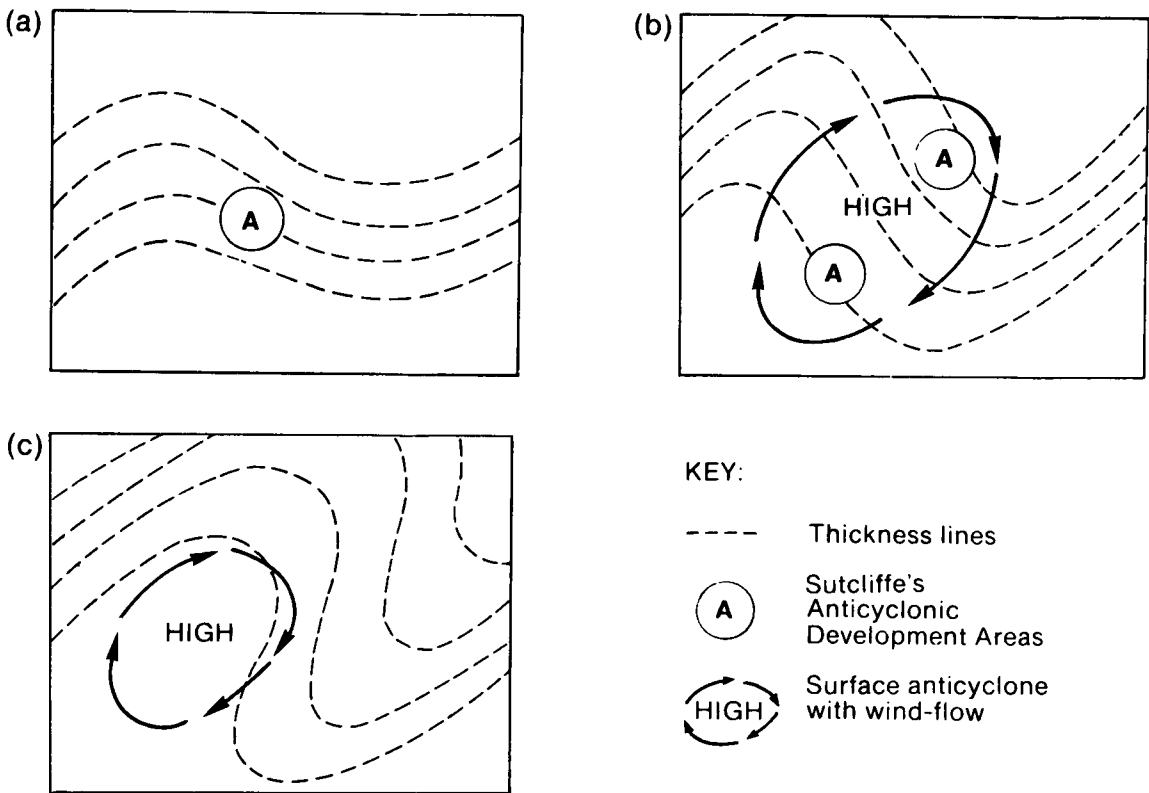 (a)
A
(b)
A
HIGH
A
(c)
HIGH
KEY:
Thickness lines
A
Sutcliffe's
Anticyclonic
Development Areas
HIGH
Surface anticyclone
with wind-flow